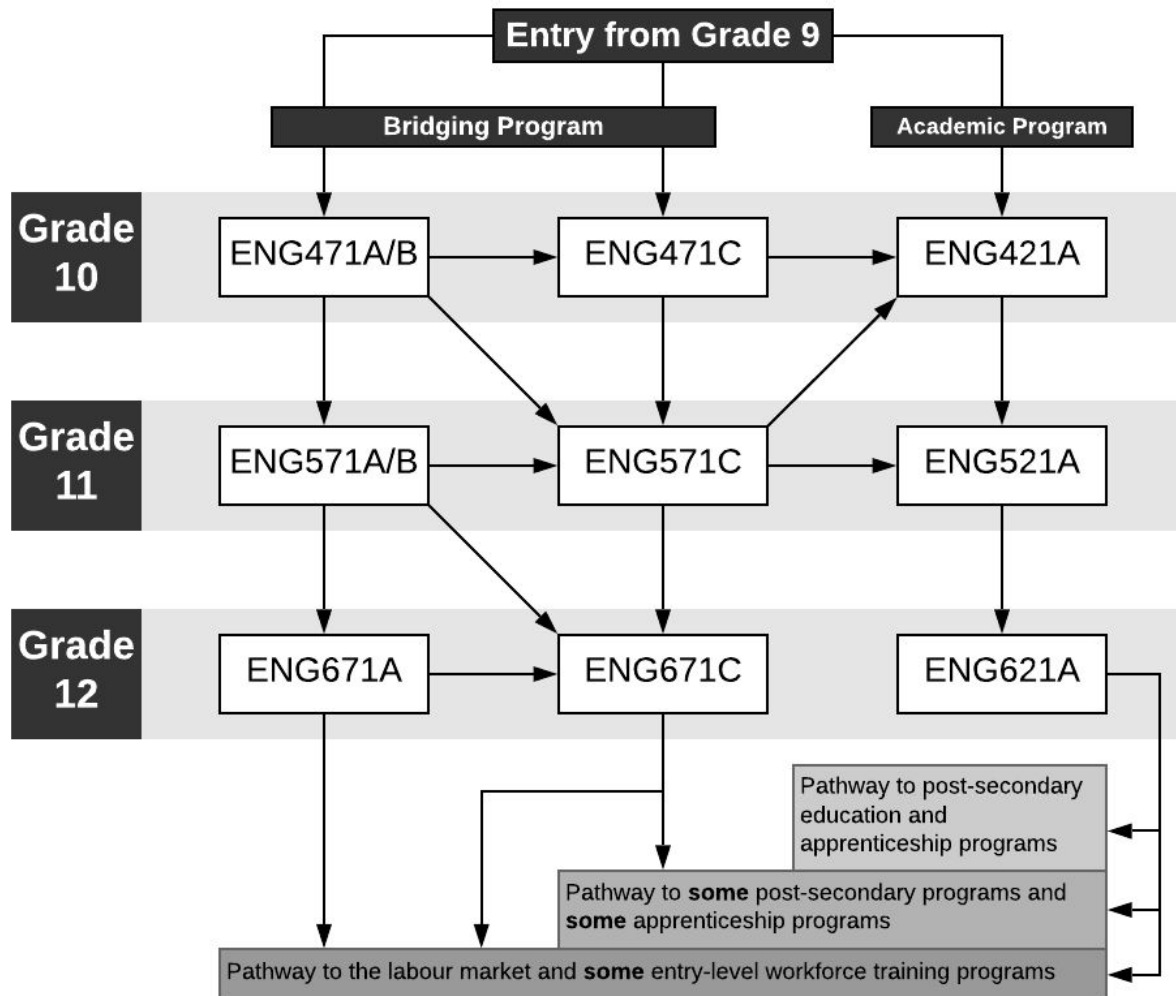 Entry from Grade 9
Bridging Program
Academic Program
Grade
10
ENG471A/B
ENG471C
ENG421A
Grade
11
ENG571A/B
ENG571C
ENG521A
Grade
12
ENG671A
ENG671C
ENG621A
Pathway to post-secondary
education and
apprenticeship programs
Pathway to some post-secondary programs and
some apprenticeship programs
Pathway to the labour market and some entry-level workforce training programs